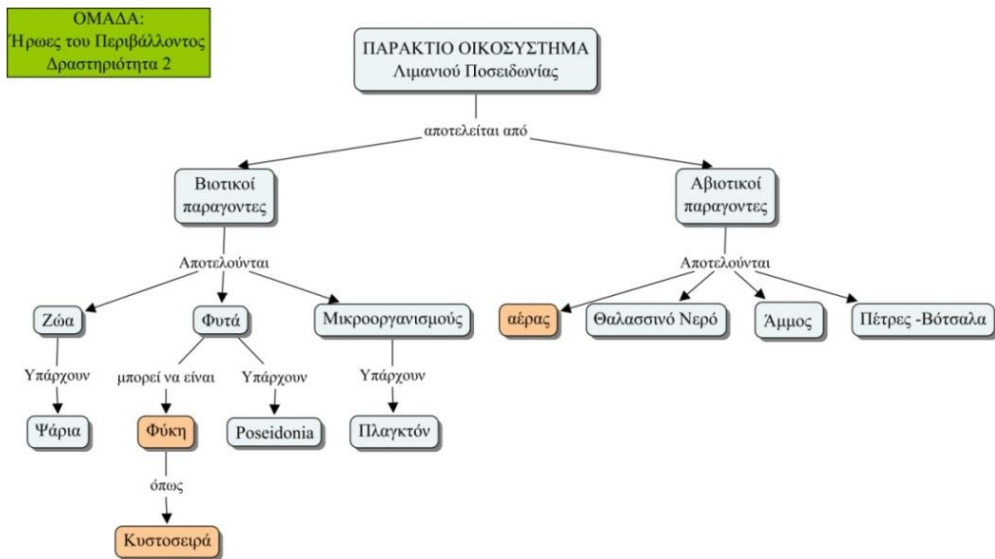 ΟΜΑΔΑ:
Ήρωες του Περιβάλλοντος
Δραστηριότητα 2
ΠΑΡΑΚΤΙΟ ΟΙΚΟΣΥΣΤΗΜΑ
Λιμανιού Ποσειδωνίας
αποτελείται από
Βιοτικοί
παραγοντες
Αβιοτικοί
παραγοντες
Αποτελούνται
Αποτελούνται
Ζώα
Φυτά
Μικροοργανισμούς
αέρας
Θαλασσινό Νερό
Άμμος
Πέτρες -Βότσαλα
Υπάρχουν
μπορεί να είναι
Υπάρχουν
Υπάρχουν
Ψάρια
Φύκη
Poseidonia
Πλαγκτόν
όπως
Κυστοσειρά